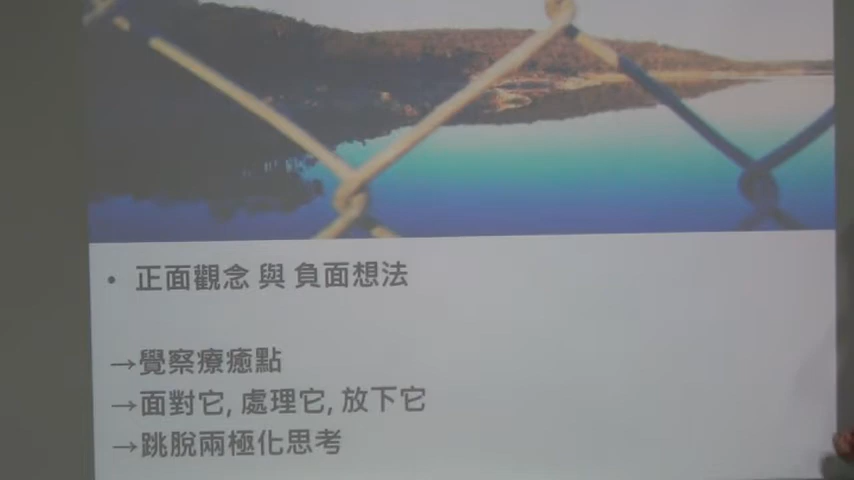 • 正面觀念 與 負面想法
→覺察療癒點
→面對它, 處理它, 放下它
→跳脫兩極化思考